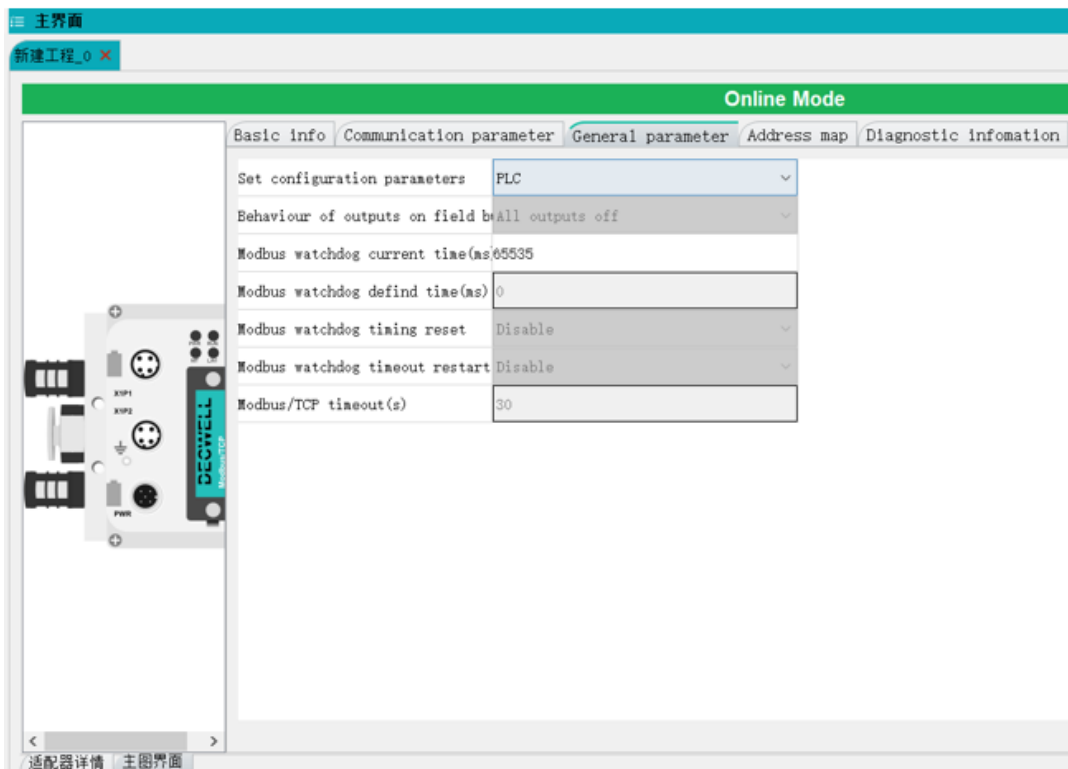 主界面
新建工程_0
Online Mode
Basic info Communication parameter General parameter Address map Diagnostic infomation
Set configuration parameters PLC
Behaviour of outputs on field b All outputs off
Modbus watchdog current time(ms 65535
Modbus watchdog defind time(ms) 0
Modbus watchdog timing reset Disable
Modbus watchdog timeout restart Disable
Modbus/TCP timeout(s) 30
X1P1
X1P2
DECWELL
Modbus/TCP
PWR
适配器详情 主图界面